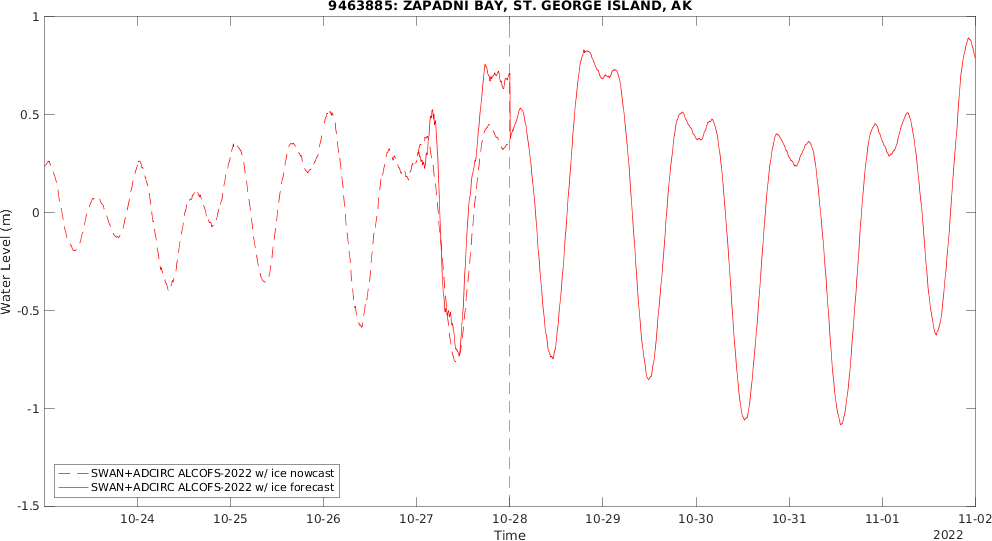 9463885: ZAPADNI BAY, ST. GEORGE ISLAND, AK
1
0.5
0
-0.5
-1
-1.5
Water Level (m)
SWAN+ADCIRC ALCOFS-2022 w/ ice nowcast
SWAN+ADCIRC ALCOFS-2022 w/ ice forecast
10-24 10-25 10-26 10-27 10-28 10-29 10-30 10-31 11-01 11-02
Time
2022